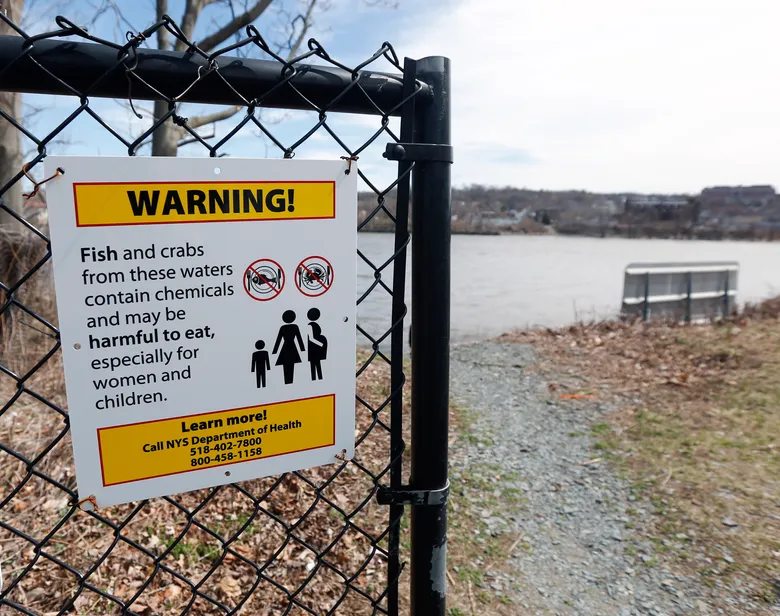 WARNING!
Fish and crabs
from these waters
contain chemicals
and may be
harmful to eat,
especially for
women and
children.
Learn more!
Call NYS Department of Health
518-402-7800
800-458-1158